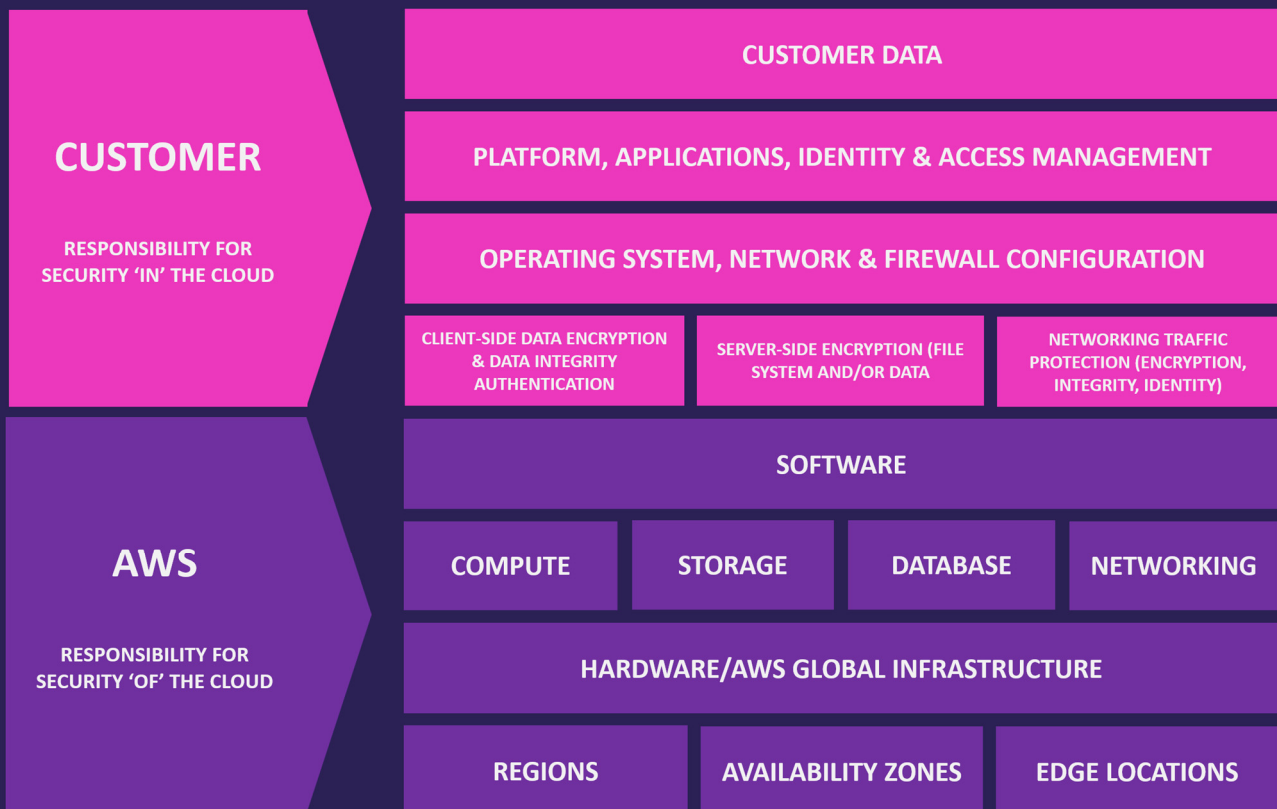 CUSTOMER
RESPONSIBILITY FOR
SECURITY ‘IN’ THE CLOUD
CUSTOMER DATA
PLATFORM, APPLICATIONS, IDENTITY & ACCESS MANAGEMENT
OPERATING SYSTEM, NETWORK & FIREWALL CONFIGURATION
CLIENT-SIDE DATA ENCRYPTION
& DATA INTEGRITY
AUTHENTICATION
SERVER-SIDE ENCRYPTION (FILE
SYSTEM AND/OR DATA
NETWORKING TRAFFIC
PROTECTION (ENCRYPTION,
INTEGRITY, IDENTITY)
AWS
RESPONSIBILITY FOR
SECURITY ‘OF’ THE CLOUD
SOFTWARE
COMPUTE
STORAGE
DATABASE
NETWORKING
HARDWARE/AWS GLOBAL INFRASTRUCTURE
REGIONS
AVAILABILITY ZONES
EDGE LOCATIONS